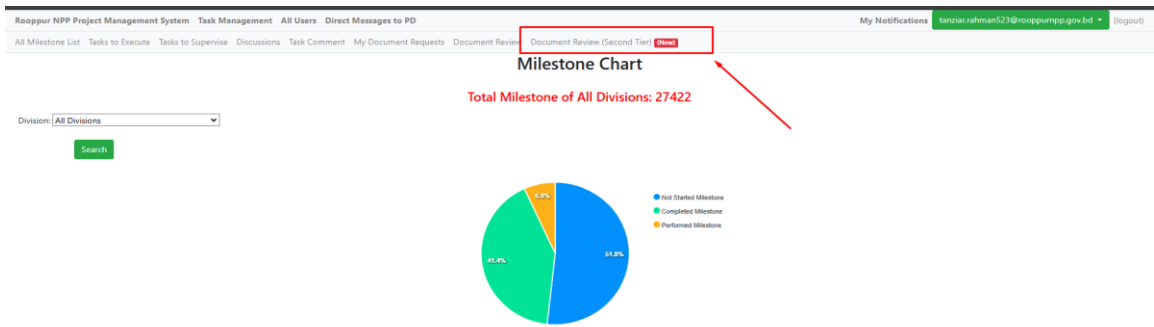 Rooppur NPP Project Management System Task Management All Users Direct Messages to PD My Notifications tanziar.rahman523@rooppurnpp.gov.bd (logout)
All Milestone List Tasks to Execute Tasks to Supervise Discussions Task Comment My Document Requests Document Review Document Review (Second Tier) (New)
Milestone Chart
Total Milestone of All Divisions: 27422
Division: All Divisions
Search
6.8%
Not Started Milestone
Completed Milestone
Performed Milestone
41.4%
51.8%